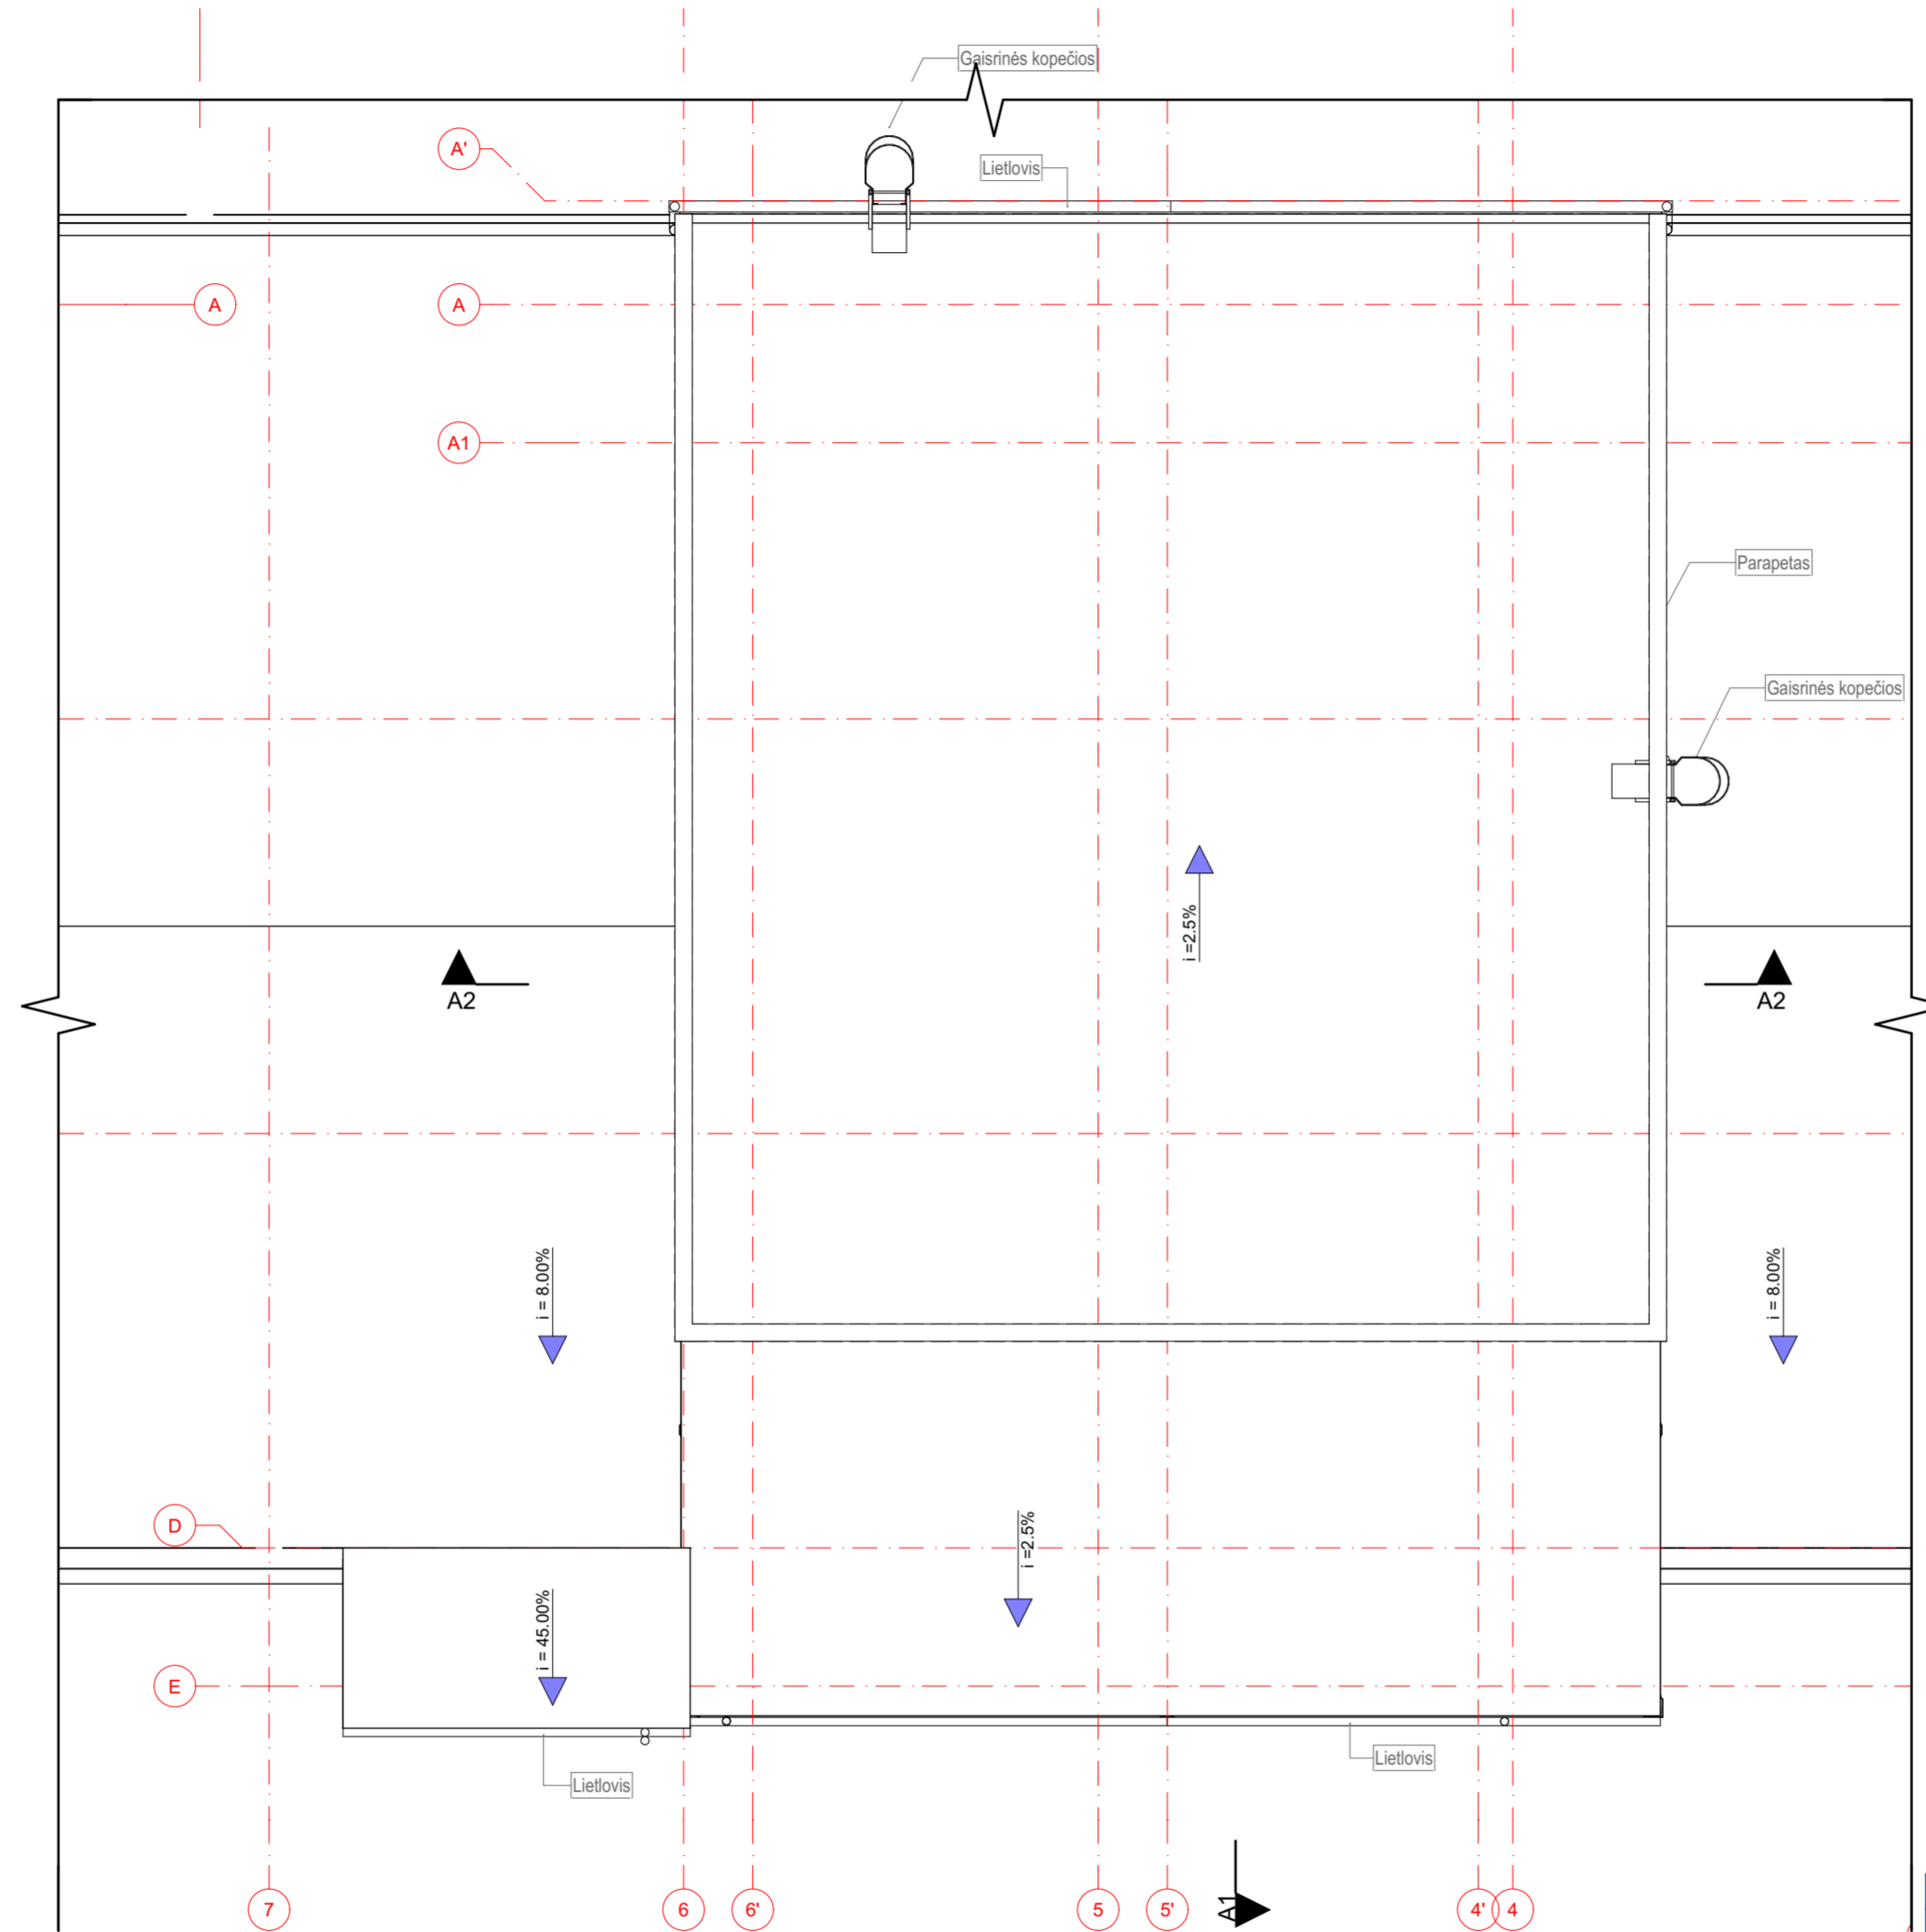 Gaisrinės kopečios
A'
Lietlovis
A
A
A1
Parapetas
Gaisrinės kopečios
i =2.5%
A2
A2
i = 8.00%
i = 8.00%
D
i =2.5%
i = 45.00%
E
Lietlovis
Lietlovis
A1
7
6
6'
5
5'
4'
4